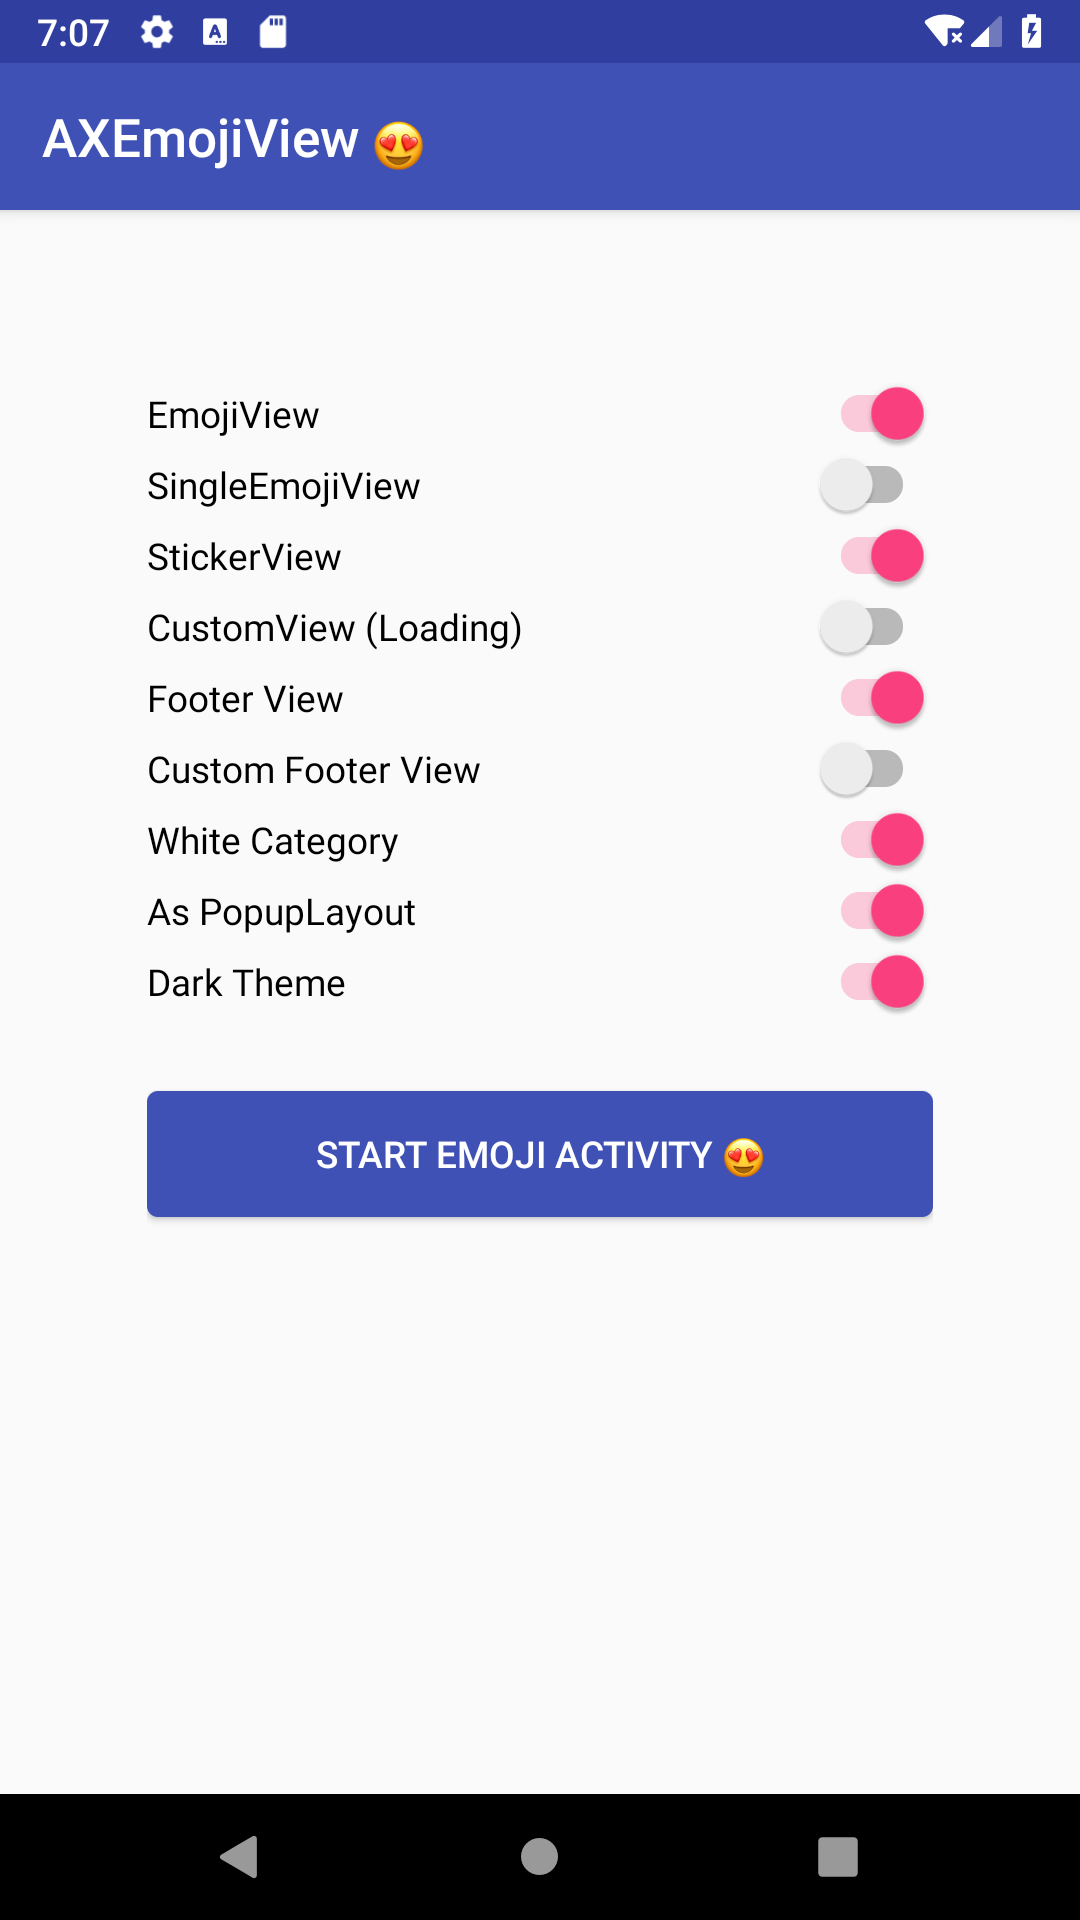 7:07
AXEmojiView 😍
EmojiView
SingleEmojiView
StickerView
CustomView (Loading)
Footer View
Custom Footer View
White Category
As PopupLayout
Dark Theme
START EMOJI ACTIVITY 😍